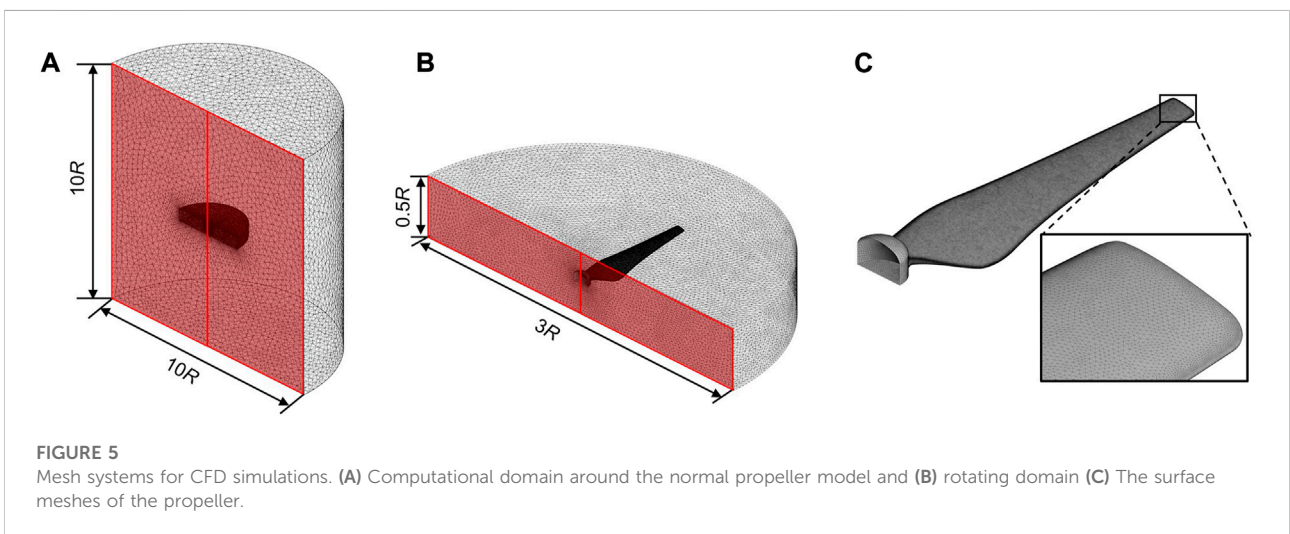 A
B
C
10R
10R
0.5R
3R
FIGURE 5
Mesh systems for CFD simulations. (A) Computational domain around the normal propeller model and (B) rotating domain (C) The surface
meshes of the propeller.